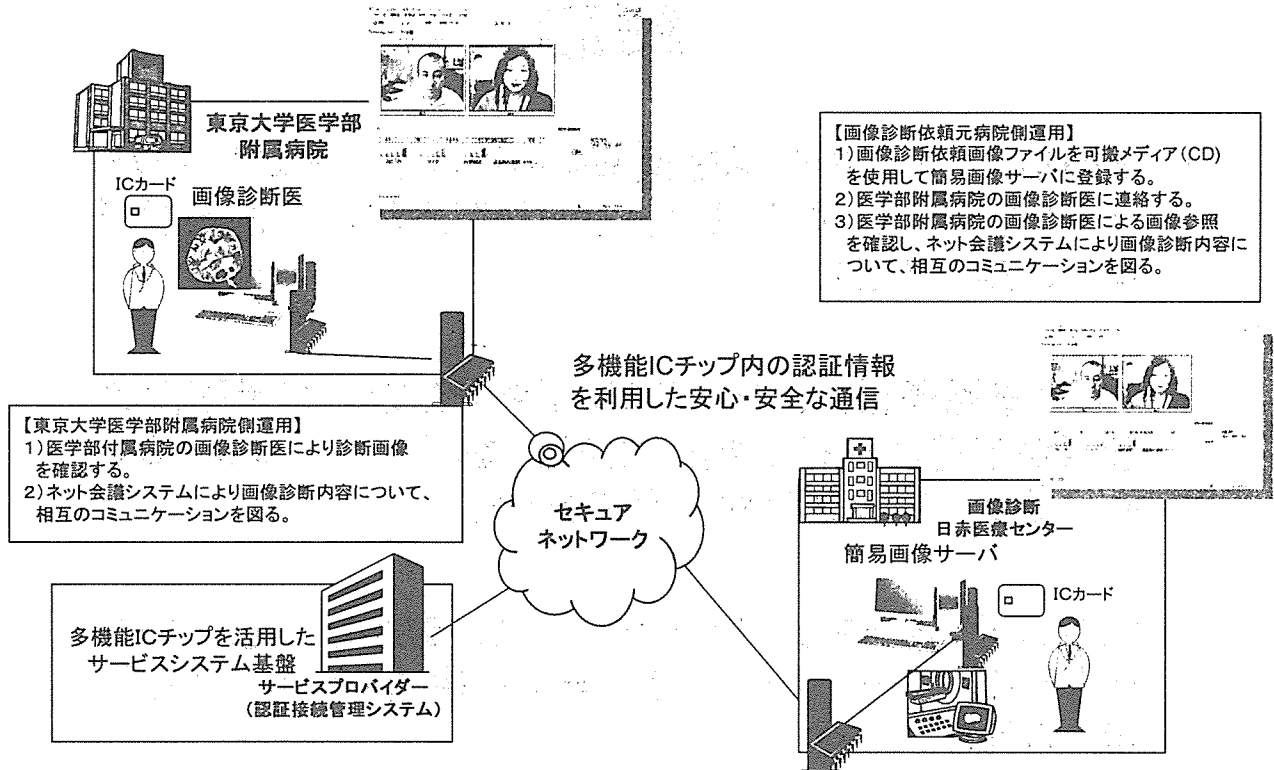 東京大学医学部
附属病院
ICカード
画像診断医
【画像診断依頼元病院側運用】
1)画像診断依頼画像ファイルを可搬メディア(CD)
を使用して簡易画像サーバに登録する。
2)医学部附属病院の画像診断医に連絡する。
3)医学部附属病院の画像診断医による画像参照
を確認し、ネット会議システムにより画像診断内容に
ついて、相互のコミュニケーションを図る。
多機能ICチップ内の認証情報
を利用した安心・安全な通信
【東京大学医学部附属病院側運用】
1)医学部付属病院の画像診断医により診断画像
を確認する。
2)ネット会議システムにより画像診断内容について、
相互のコミュニケーションを図る。
セキュア
ネットワーク
画像診断
日赤医療センター
簡易画像サーバ
ICカード
多機能ICチップを活用した
サービスシステム基盤
サービスプロバイダー
(認証接続管理システム)